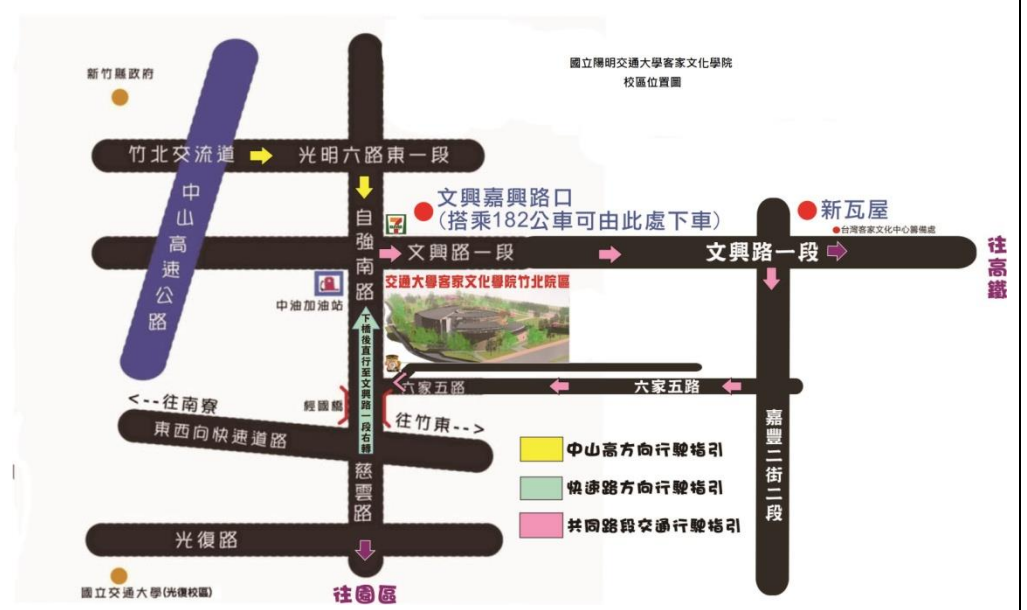 國立陽明交通大學客家文化學院
校區位置圖
新竹縣政府
竹北交流道
光明六路東一段
中山高速公路
自強南路
7
文興嘉興路口
(搭乘182公車可由此處下車)
新瓦屋
台灣客家文化中心籌備處
文興路一段
文興路一段
往高鐵
中油加油站
交通大學客家文化學院竹北院區
下橋後直行至文興路一段右轉
六家五路
六家五路
<--往南寮
經國橋
往竹東-->
東西向快速道路
嘉豐二街二段
中山高方向行駛指引
快速路方向行駛指引
共同路段交通行駛指引
慈雲路
光復路
國立交通大學(光復校區)
往園區